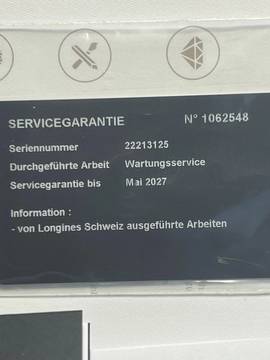 SERVICEGARANTIE N° 1062548
Seriennummer 22213125
Durchgeführte Arbeit Wartungsservice
Servicegarantie bis Mai 2027
Information :
- von Longines Schweiz ausgeführte Arbeiten